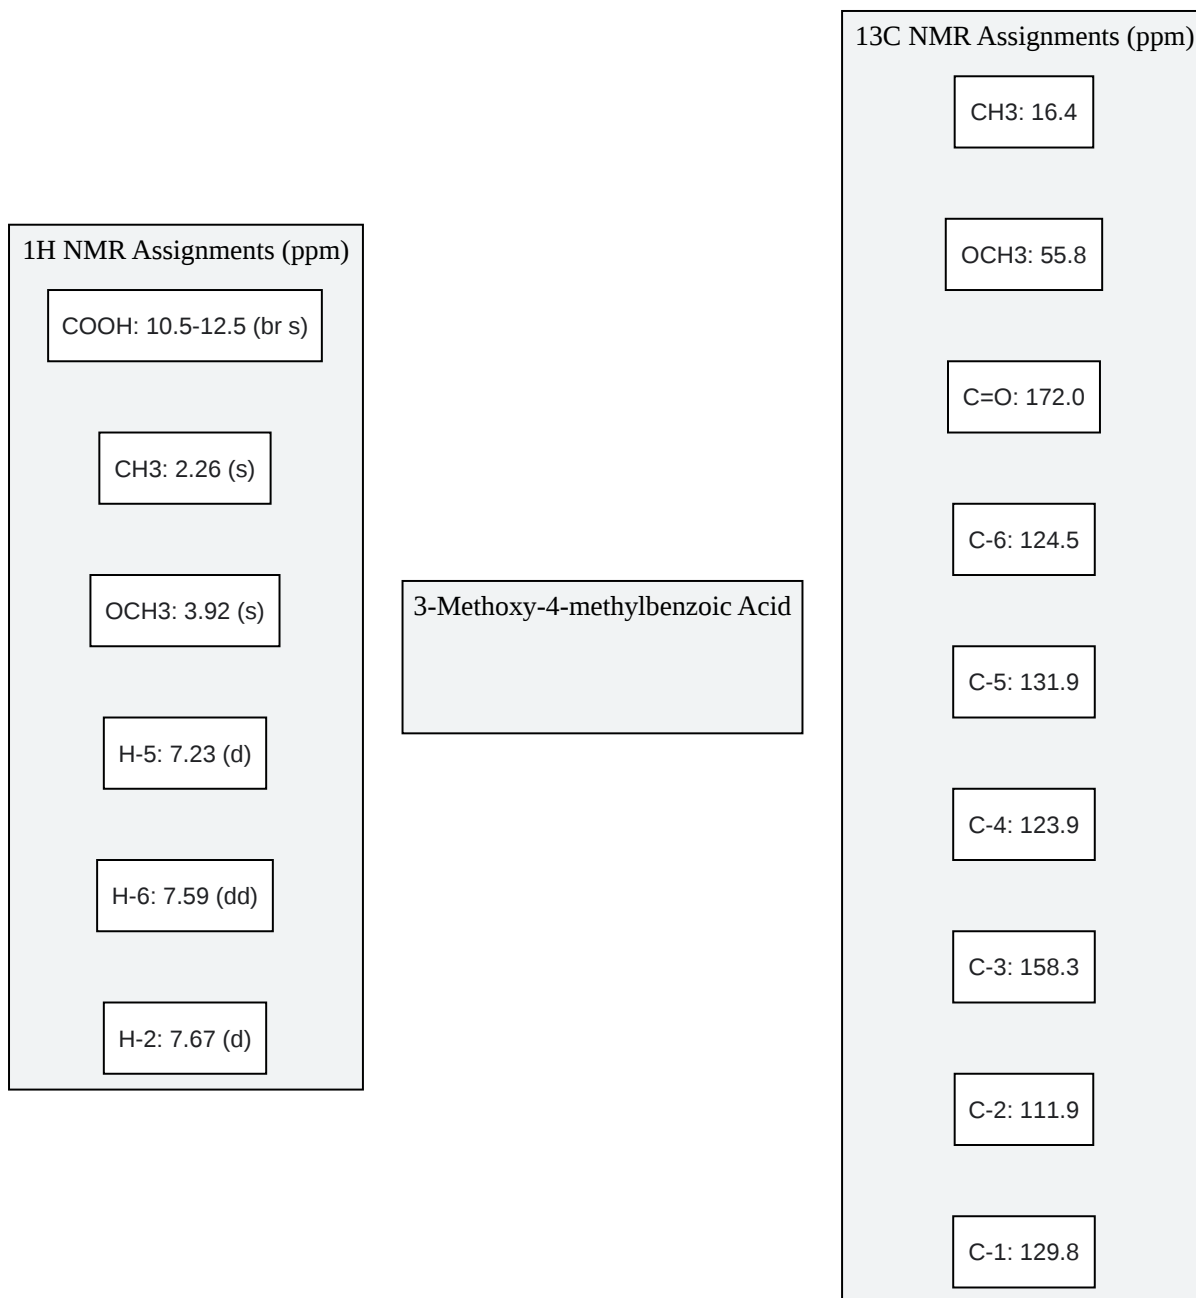 1H NMR Assignments (ppm)
COOH: 10.5-12.5 (br s)
CH3: 2.26 (s)
OCH3: 3.92 (s)
H-5: 7.23 (d)
H-6: 7.59 (dd)
H-2: 7.67 (d)
3-Methoxy-4-methylbenzoic Acid
13C NMR Assignments (ppm)
CH3: 16.4
OCH3: 55.8
C=O: 172.0
C-6: 124.5
C-5: 131.9
C-4: 123.9
C-3: 158.3
C-2: 111.9
C-1: 129.8